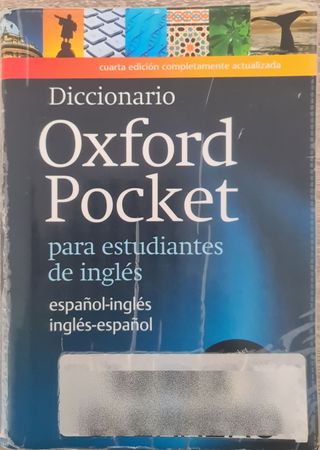 cuarta edición completamente actualizada
Diccionario
Oxford
Pocket
para estudiantes
de inglés
español-inglés
inglés-español